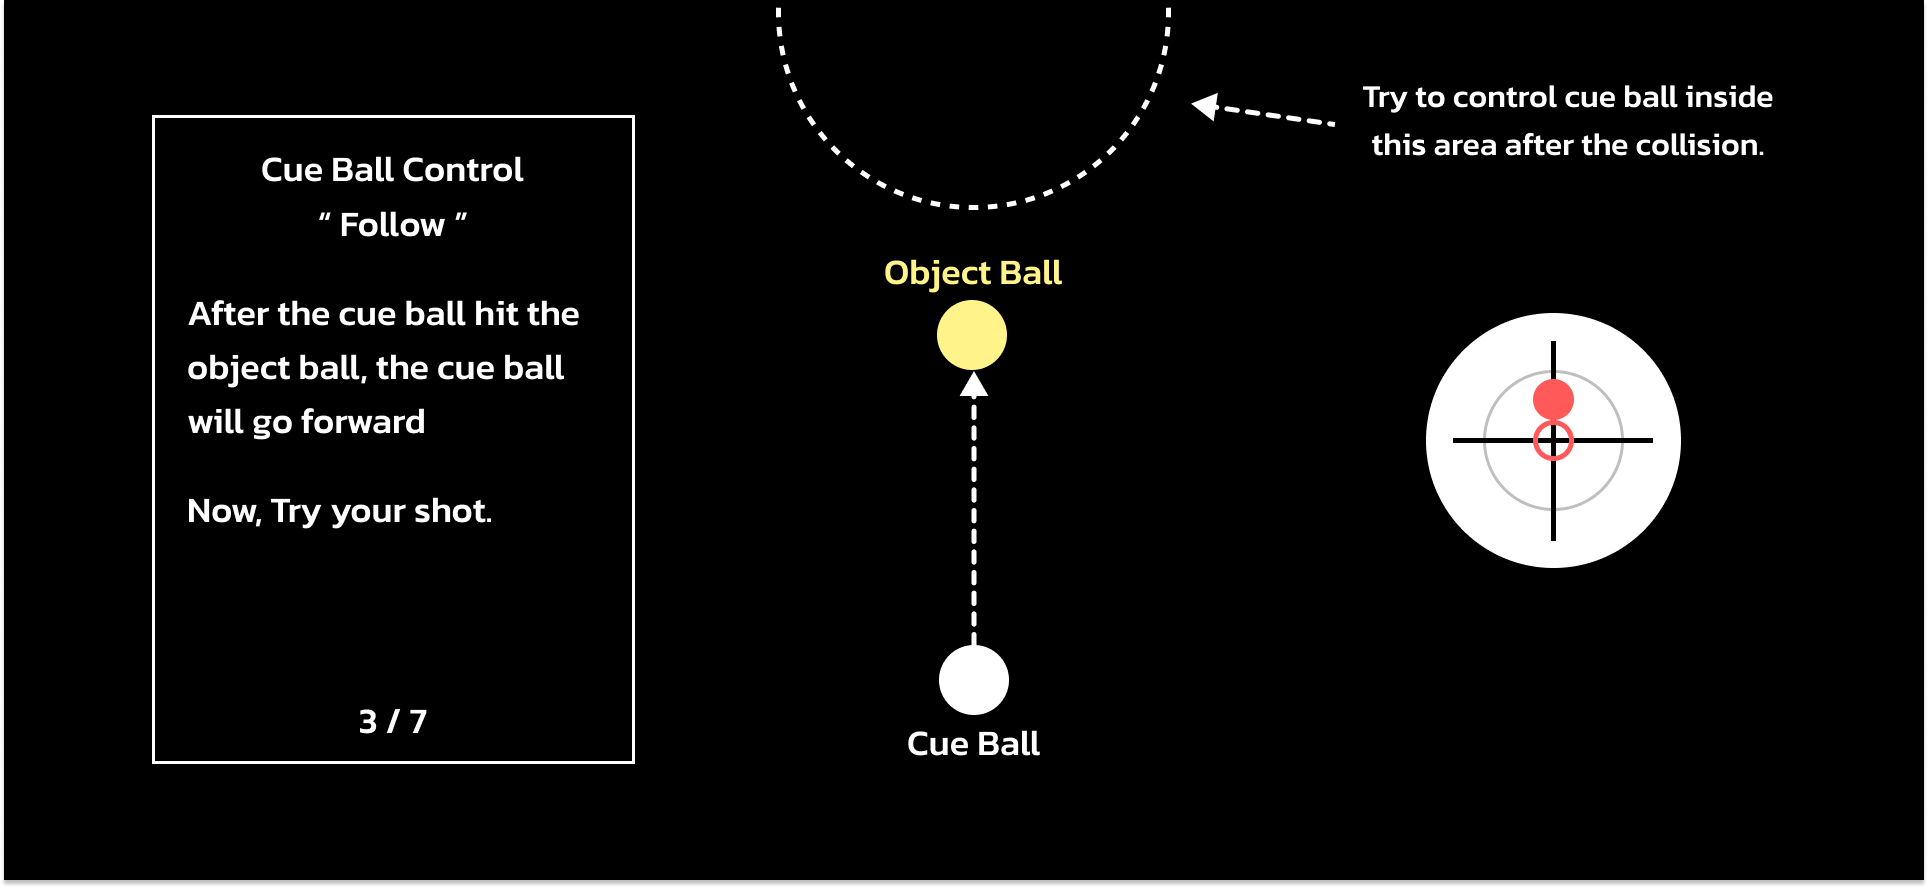 Cue Ball Control
“ Follow ”
After the cue ball hit the
object ball, the cue ball
will go forward
Now, Try your shot.
3 / 7
Object Ball
Cue Ball
Try to control cue ball inside
this area after the collision.